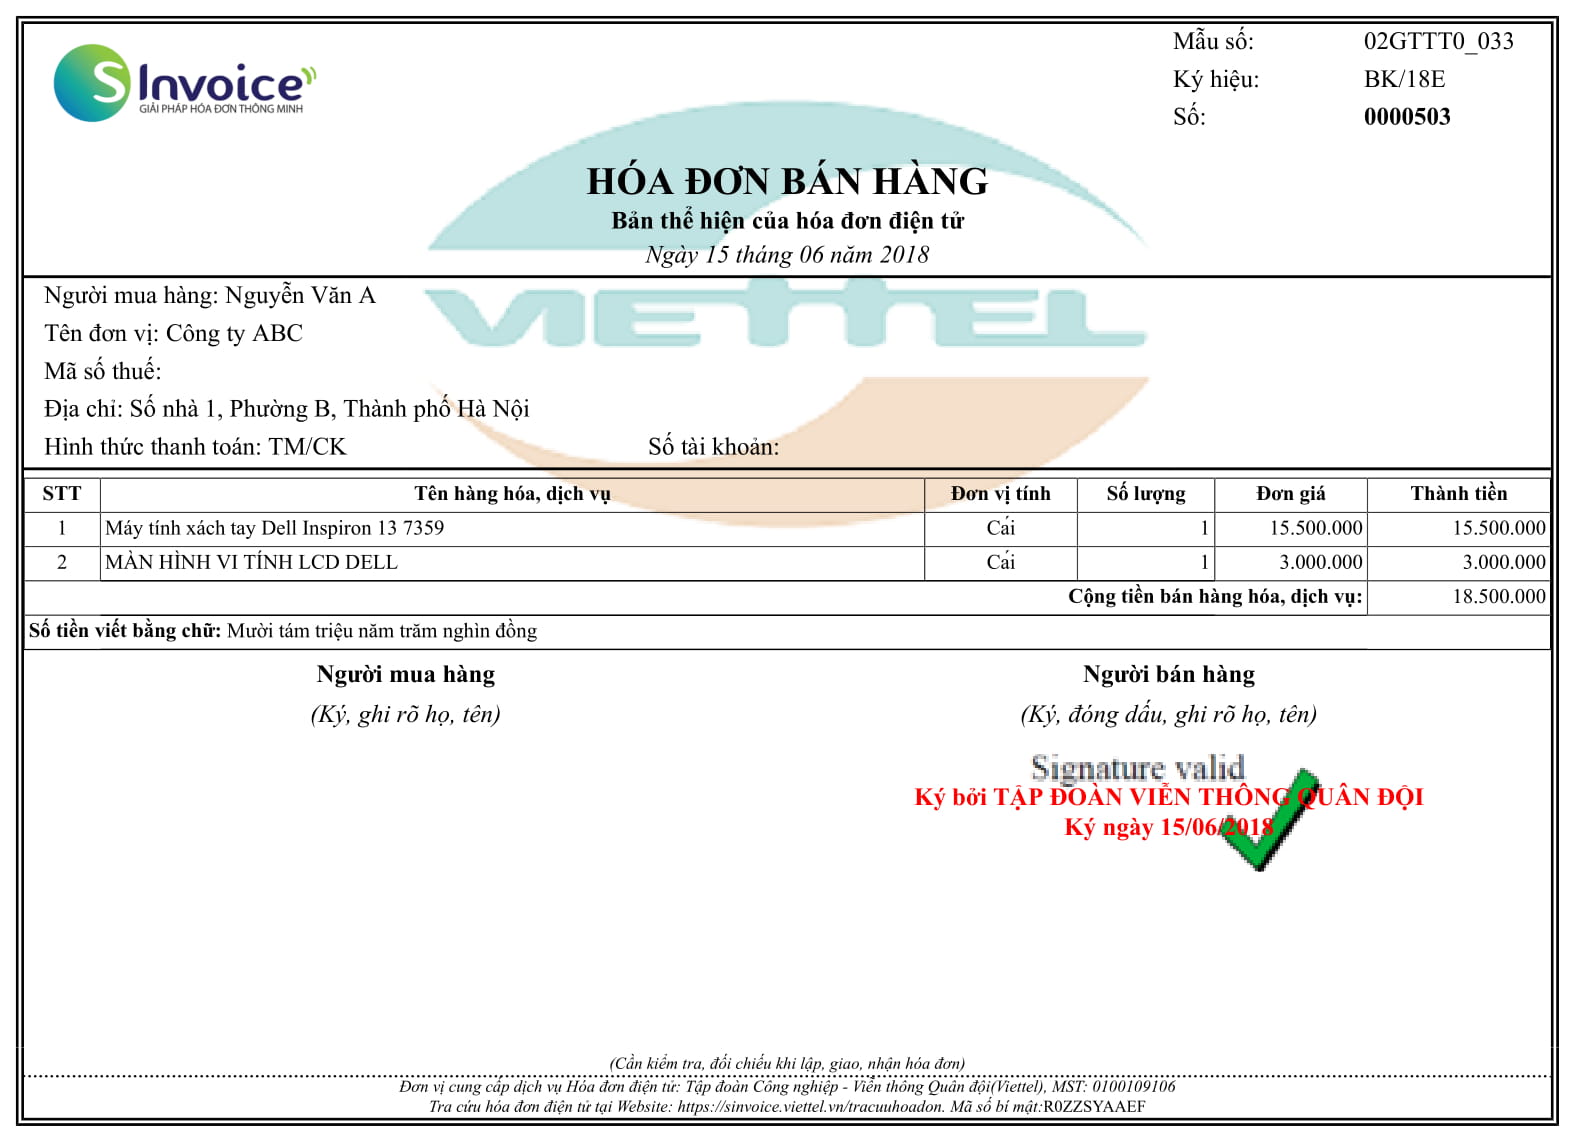 S Invoice
GIẢI PHÁP HÓA ĐƠN THÔNG MINH
Mẫu số: 02GTTT0_033
Ký hiệu: BK/18E
Số: 0000503
HÓA ĐƠN BÁN HÀNG
Bản thể hiện của hóa đơn điện tử
Ngày 15 tháng 06 năm 2018
VIETTEL
Người mua hàng: Nguyễn Văn A
Tên đơn vị: Công ty ABC
Mã số thuế:
Địa chỉ: Số nhà 1, Phường B, Thành phố Hà Nội
Hình thức thanh toán: TM/CK Số tài khoản:
STT Tên hàng hóa, dịch vụ Đơn vị tính Số lượng Đơn giá Thành tiền
1 Máy tính xách tay Dell Inspiron 13 7359 Cái 1 15.500.000 15.500.000
2 MÀN HÌNH VI TÍNH LCD DELL Cái 1 3.000.000 3.000.000
Cộng tiền bán hàng hóa, dịch vụ: 18.500.000
Số tiền viết bằng chữ: Mười tám triệu năm trăm nghìn đồng
Người mua hàng Người bán hàng
(Ký, ghi rõ họ, tên) (Ký, đóng dấu, ghi rõ họ, tên)
Signature valid
Ký bởi TẬP ĐOÀN VIỄN THÔNG QUÂN ĐỘI
Ký ngày 15/06/2018
(Cần kiểm tra, đối chiếu khi lập, giao, nhận hóa đơn)
Đơn vị cung cấp dịch vụ Hóa đơn điện tử: Tập đoàn Công nghiệp - Viễn thông Quân đội(Viettel), MST: 0100109106
Tra cứu hóa đơn điện tử tại Website: https://sinvoice.viettel.vn/tracuuhoadon. Mã số bí mật:R0ZZSYAAEF